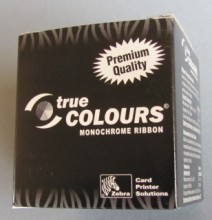 Premium
Quality
true
COLOURS®
MONOCHROME RIBBON
Zebra
Card
Printer
Solutions